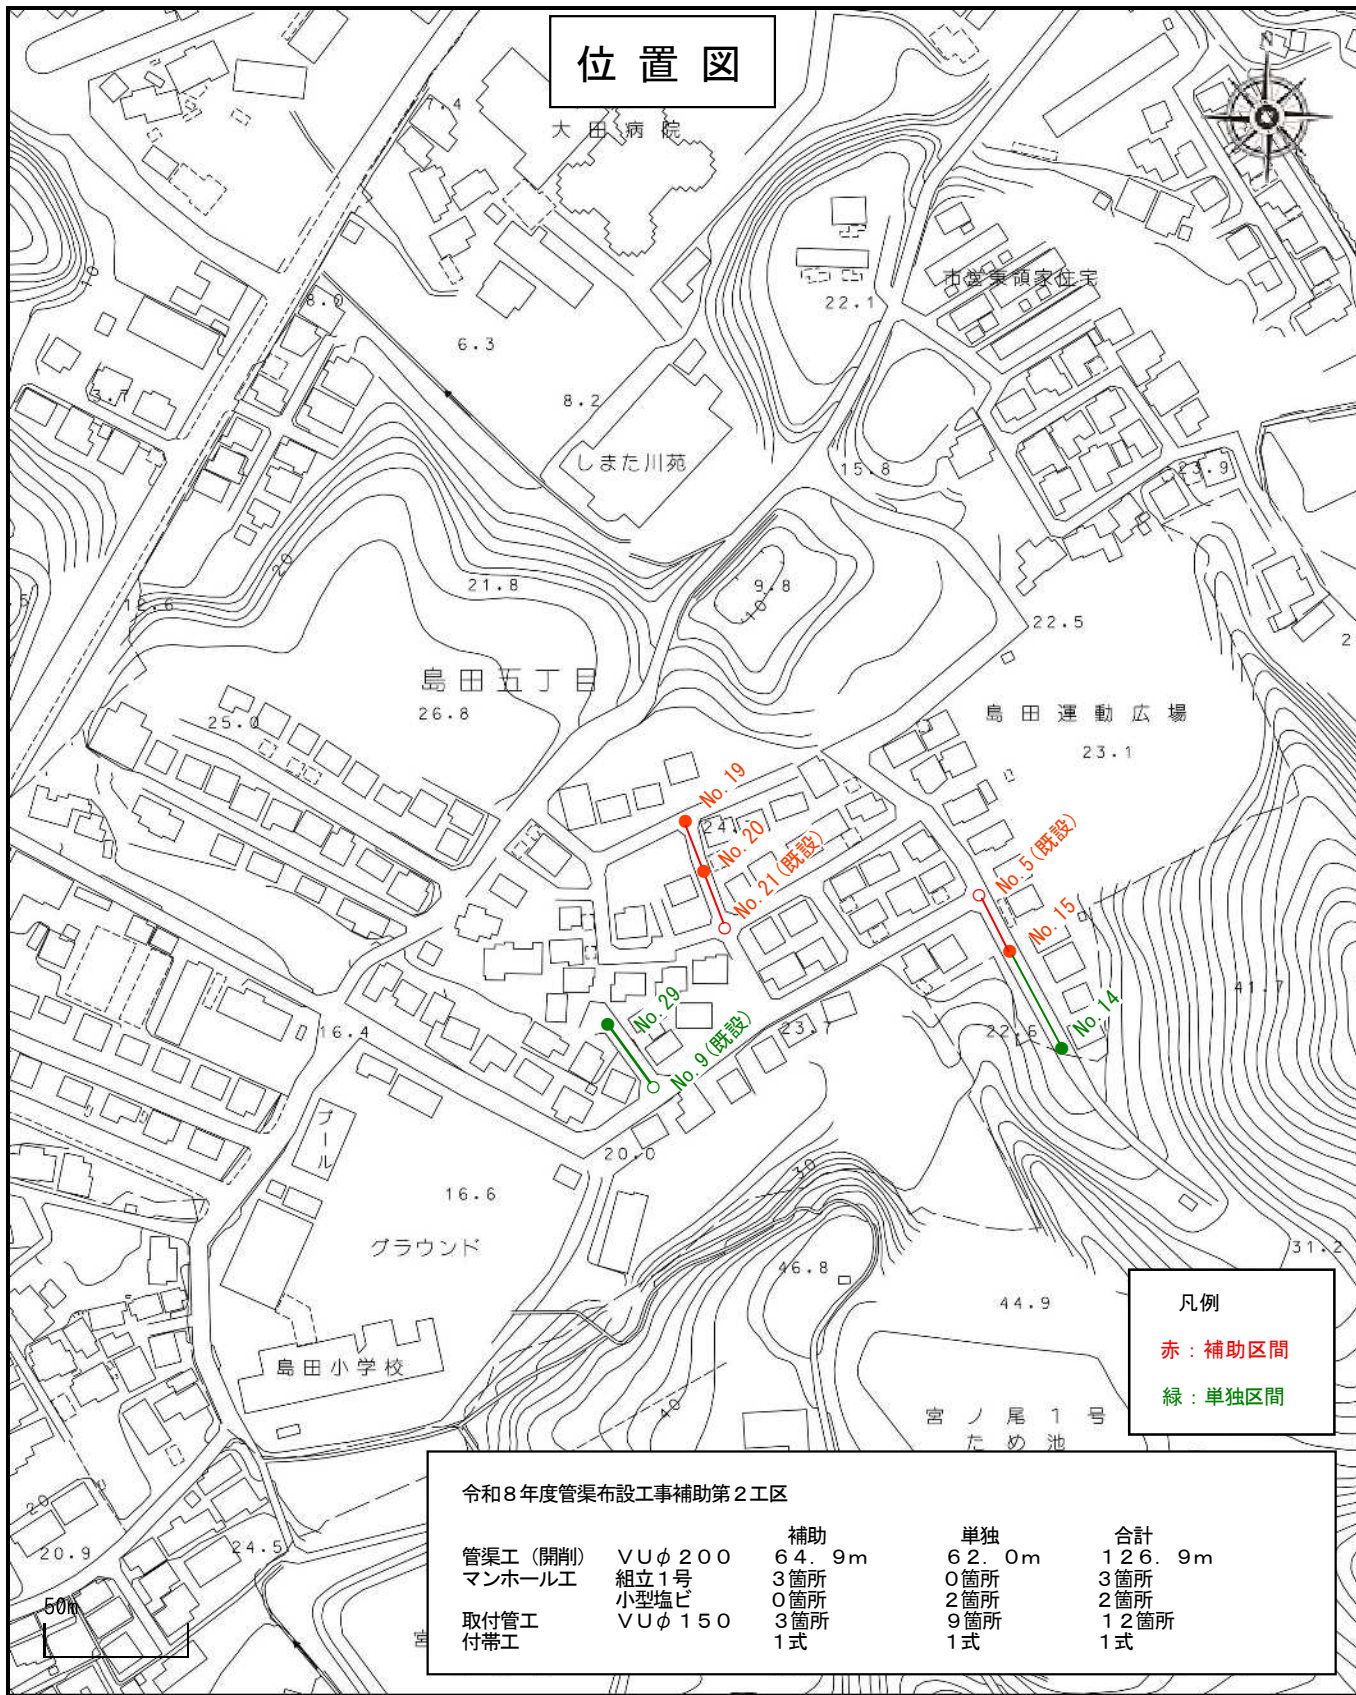 位置図
N
7.4
大田病院
市営東領家住宅
22.1
8.0
6.3
8.2
しまた川苑
15.8
23.9
20
21.8
9.8
10
22.5
島田五丁目
26.8
25.0
島田運動広場
23.1
No.19
No.20
No.21(既設)
No.5(既設)
No.15
No.14
No.29
No.9(既設)
41.7
16.4
23.7
22.6
プール
20.0
30
16.6
グラウンド
46.8
31.2
44.9
島田小学校
40
宮ノ尾1号
ため池
凡例
赤：補助区間
緑：単独区間
20
20.9
24.5
50m
宮
令和８年度管渠布設工事補助第２工区
補助 単独 合計
管渠工（開削） ＶＵφ２００ ６４．９ｍ ６２．０ｍ １２６．９ｍ
マンホール工 組立１号 ３箇所 ０箇所 ３箇所
小型塩ビ ０箇所 ２箇所 ２箇所
取付管工 ＶＵφ１５０ ３箇所 ９箇所 １２箇所
付帯工 １式 １式 １式